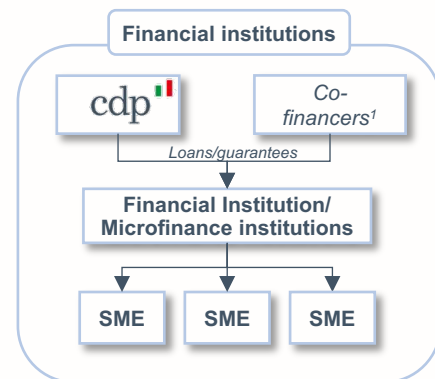 Financial institutions
cdp
Co-
financers¹
Loans/guarantees
Financial Institution/
Microfinance institutions
SME SME SME